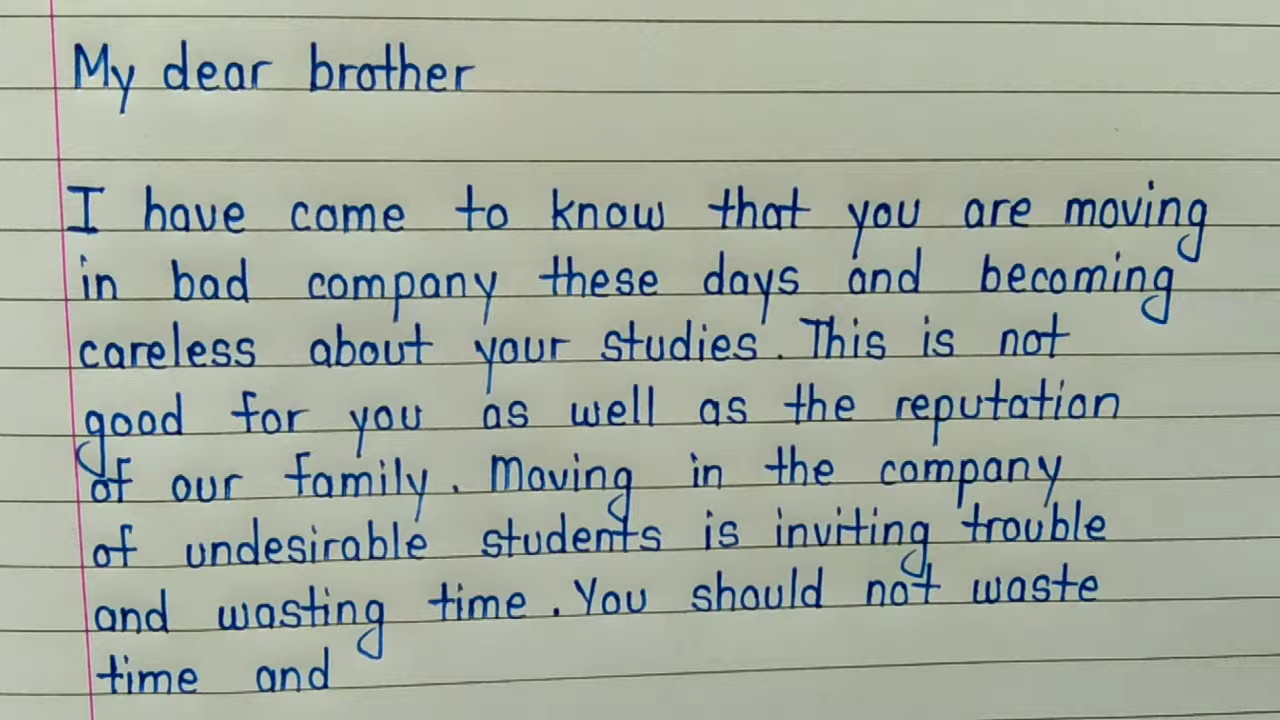 My dear brother
I have come to know that you are moving
in bad company these days and becoming
careless about your studies. This is not
good for you as well as the reputation
of our family. Moving in the company
of undesirable students is inviting trouble
and wasting time. You should not waste
time and